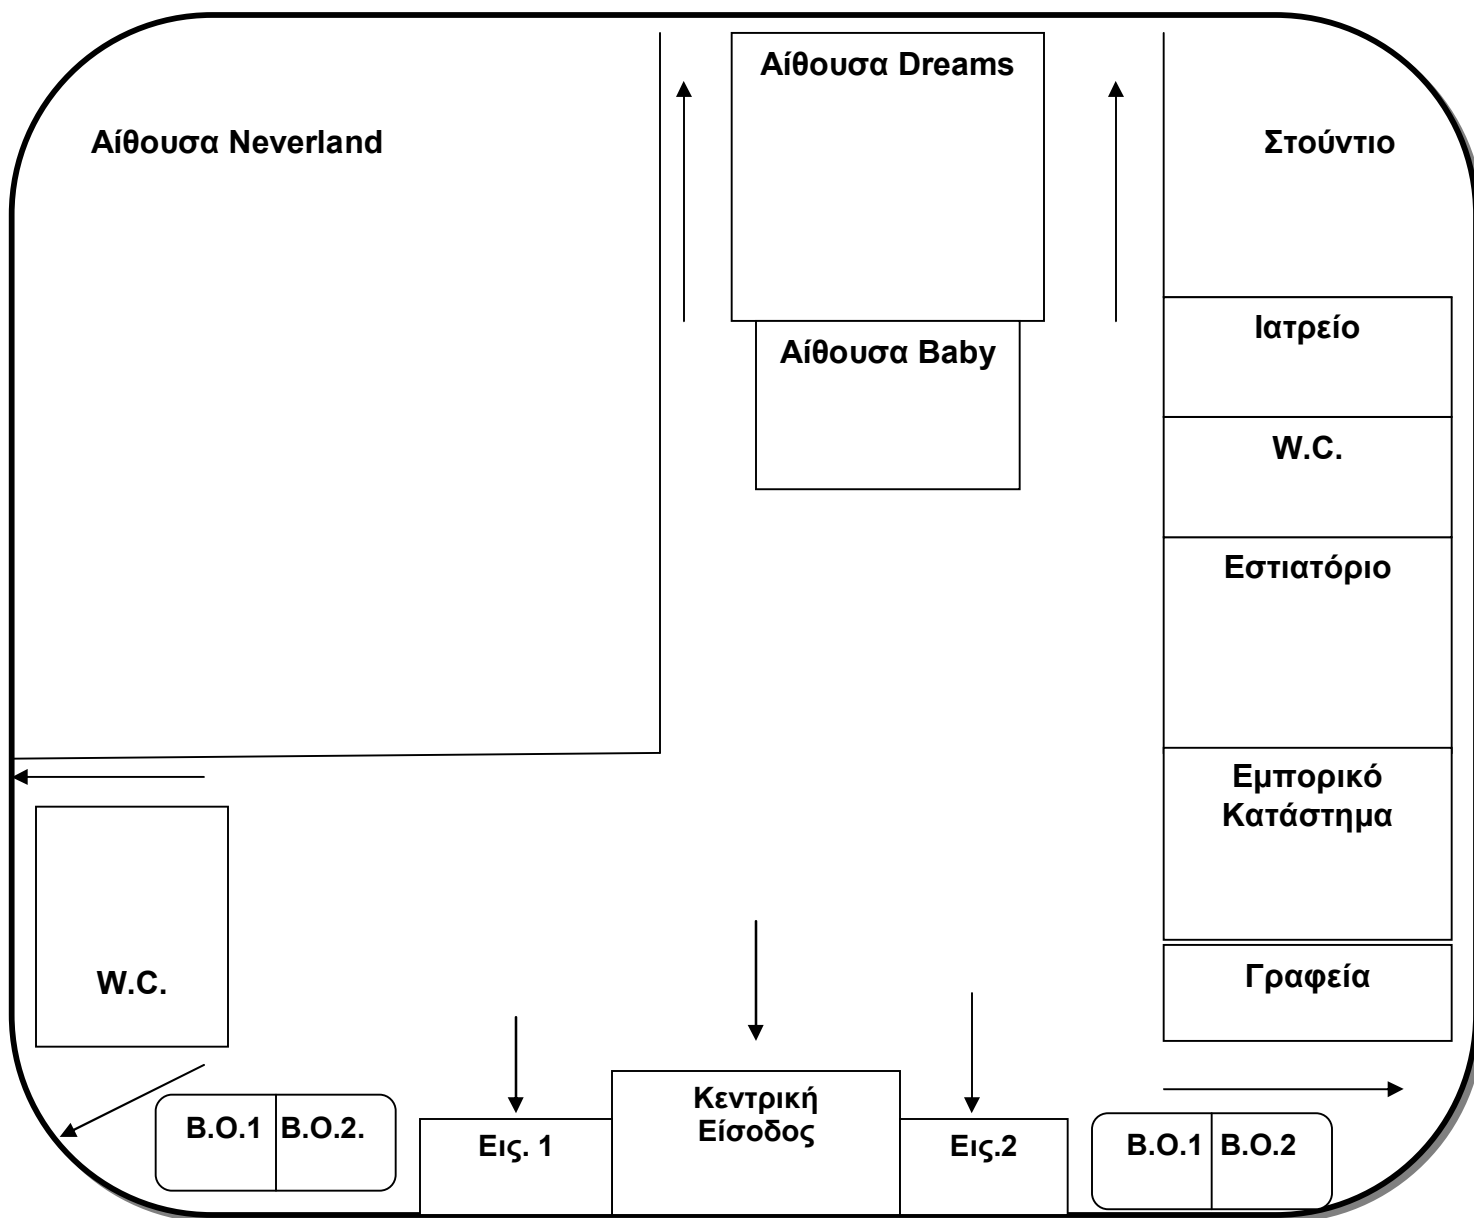 Αίθουσα Dreams
Αίθουσα Neverland
Στούντιο
Ιατρείο
Αίθουσα Baby
W.C.
Εστιατόριο
Εμπορικό
Κατάστημα
W.C.
Γραφεία
B.O.1 B.O.2.
Εις. 1
Κεντρική
Είσοδος
Εις.2
B.O.1 B.O.2